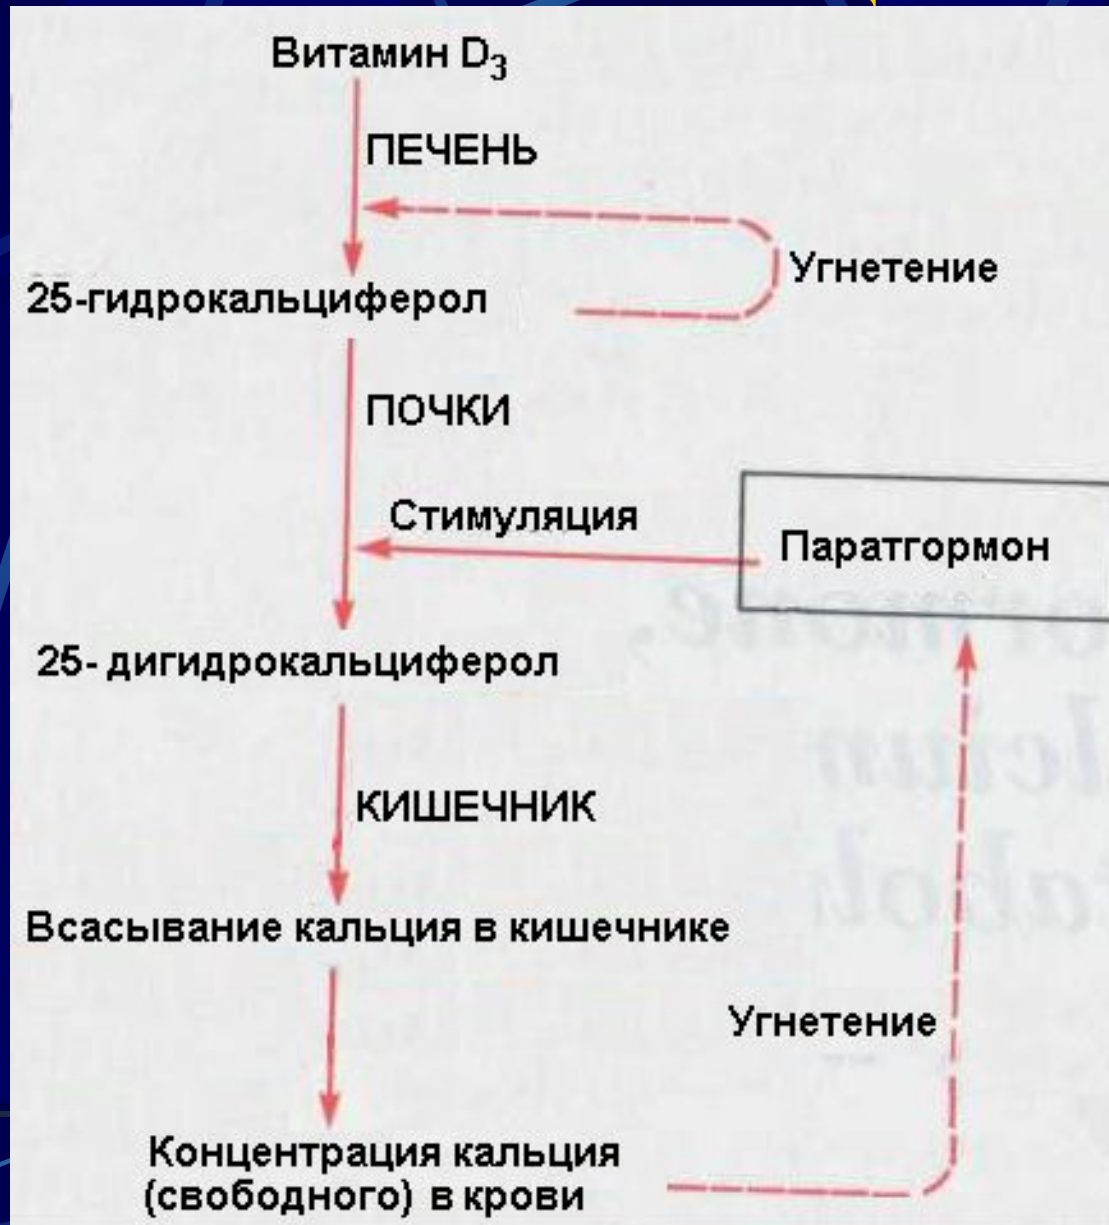 Витамин D₃
ПЕЧЕНЬ
Угнетение
25-гидрокальциферол
ПОЧКИ
Стимуляция
Паратгормон
25- дигидрокальциферол
КИШЕЧНИК
Всасывание кальция в кишечнике
Угнетение
Концентрация кальция
(свободного) в крови